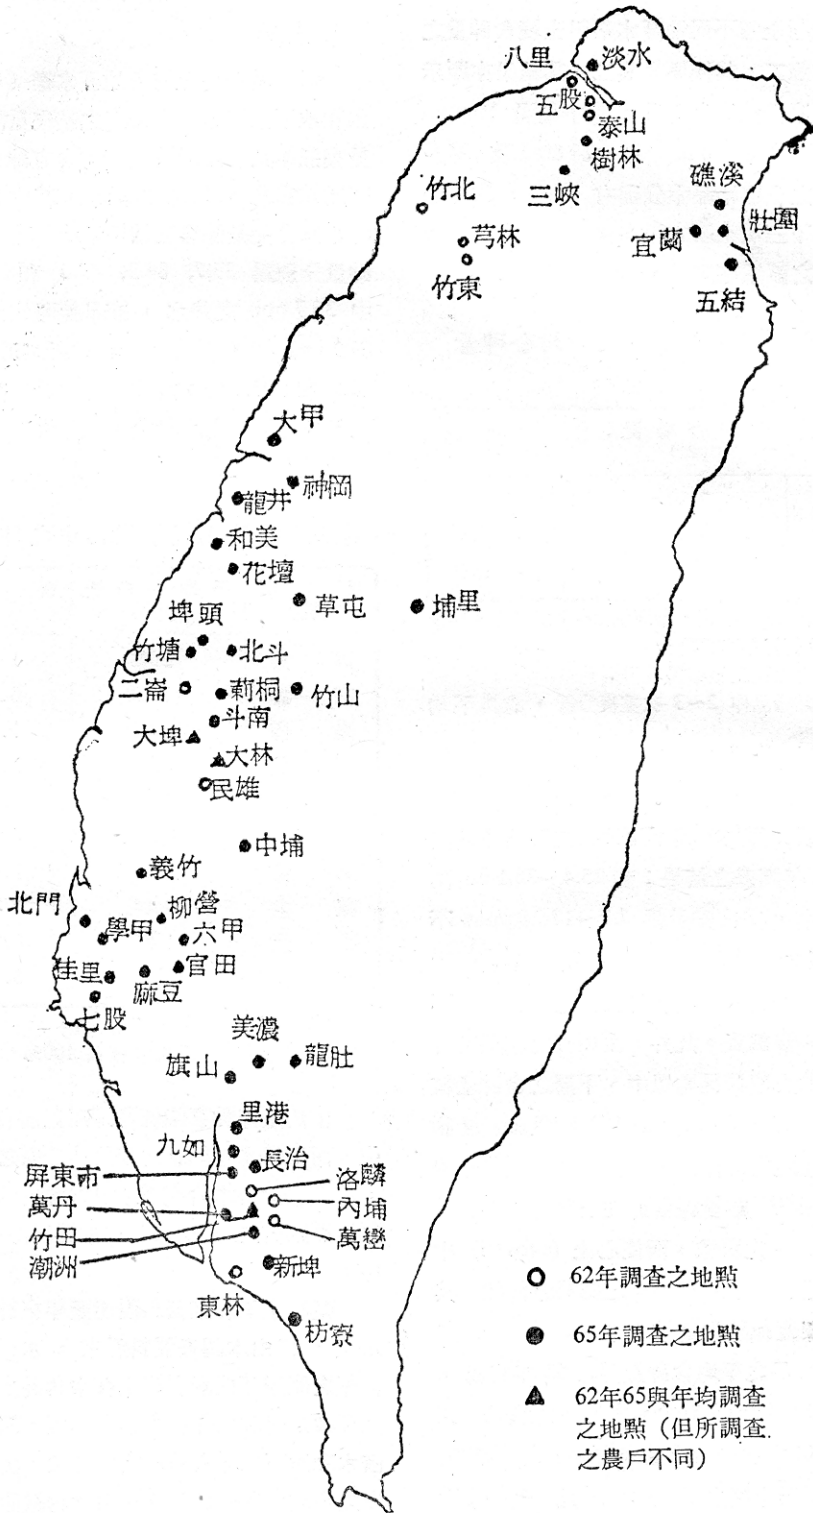 八里
淡水
五股
泰山
樹林
三峽
竹北
芎林
竹東
礁溪
壯圍
宜蘭
五結
大甲
神岡
龍井
和美
花壇
草屯
埔里
埤頭
竹塘
北斗
二崙
莿桐
竹山
斗南
大埤
大林
民雄
中埔
義竹
北門
柳營
學甲
六甲
佳里
麻豆
官田
七股
美濃
龍肚
旗山
里港
九如
長治
屏東市
洛麟
萬丹
內埔
竹田
萬巒
潮洲
新埤
東林
枋寮
62年調查之地點
65年調查之地點
62年65與年均調查
之地點（但所調查
之農戶不同）